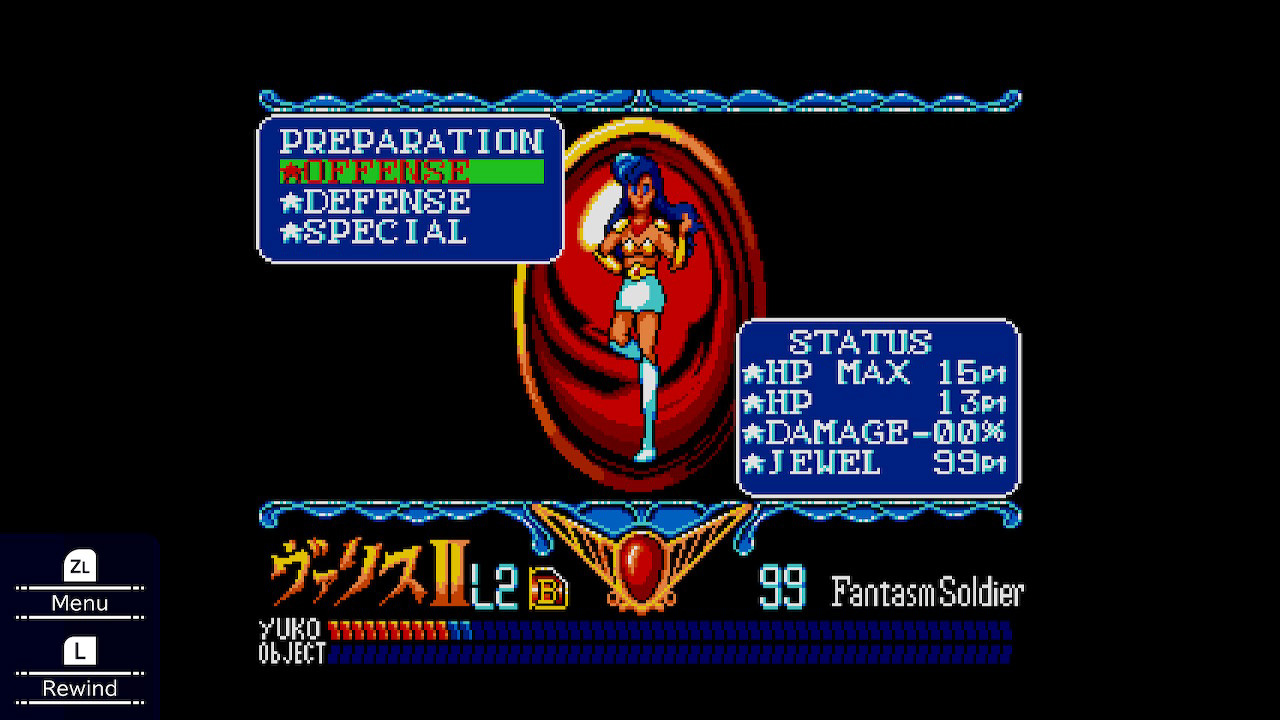 PREPARATION
★OFFENSE
★DEFENSE
★SPECIAL
STATUS
★HP MAX 15pt
★HP 13pt
★DAMAGE-00%
★JEWEL 99pt
ヴァリスII L2 B 99 Fantasm Soldier
YUKO
ObJECT
ZL
Menu
L
Rewind